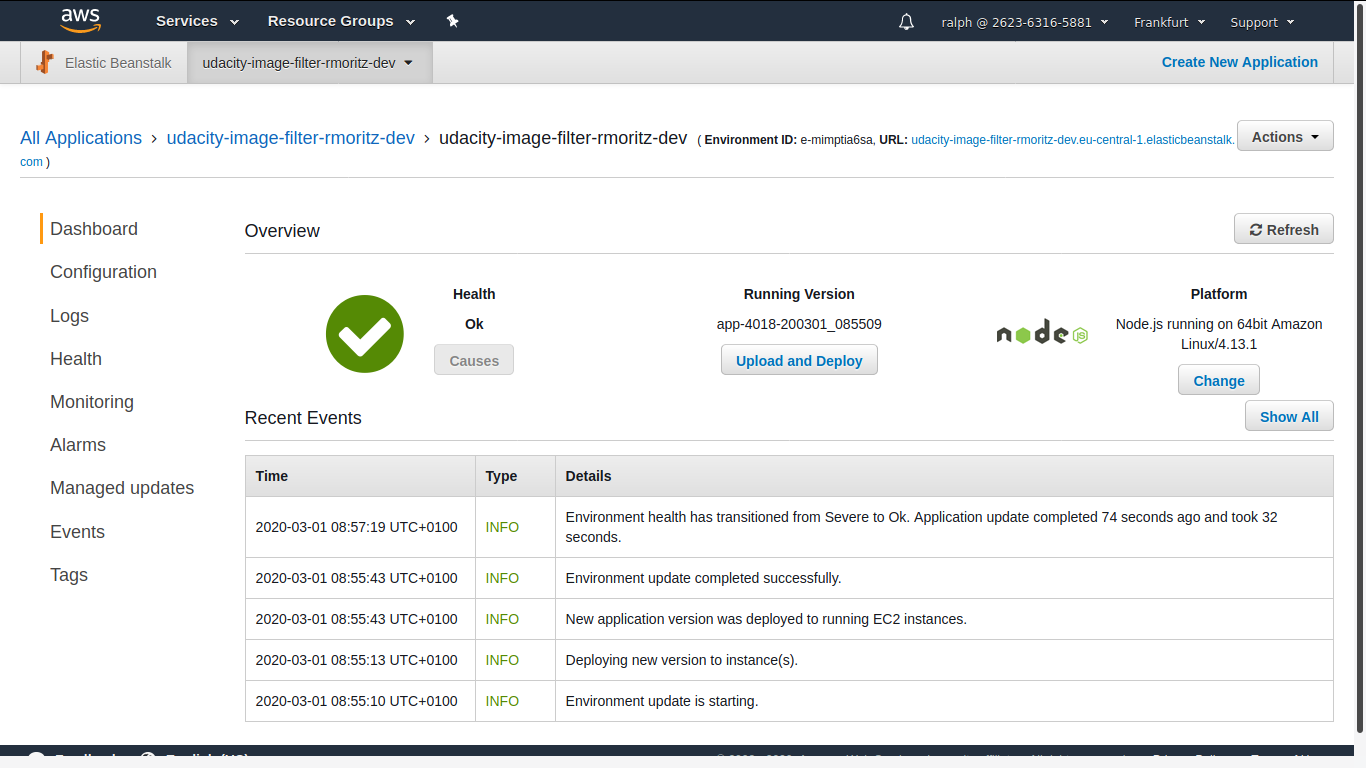 aws Services Resource Groups ralph @ 2623-6316-5881 Frankfurt Support
Elastic Beanstalk udacity-image-filter-rmoritz-dev Create New Application
All Applications › udacity-image-filter-rmoritz-dev › udacity-image-filter-rmoritz-dev ( Environment ID: e-mimptia6sa, URL: udacity-image-filter-rmoritz-dev.eu-central-1.elasticbeanstalk.
com )
Actions
Dashboard
Configuration
Logs
Health
Monitoring
Alarms
Managed updates
Events
Tags
Overview
Refresh
Health
Ok
Causes
Running Version
app-4018-200301_085509
Upload and Deploy
node JS
Platform
Node.js running on 64bit Amazon
Linux/4.13.1
Change
Recent Events
Show All
Time Type Details
2020-03-01 08:57:19 UTC+0100 INFO Environment health has transitioned from Severe to Ok. Application update completed 74 seconds ago and took 32
seconds.
2020-03-01 08:55:43 UTC+0100 INFO Environment update completed successfully.
2020-03-01 08:55:43 UTC+0100 INFO New application version was deployed to running EC2 instances.
2020-03-01 08:55:13 UTC+0100 INFO Deploying new version to instance(s).
2020-03-01 08:55:10 UTC+0100 INFO Environment update is starting.